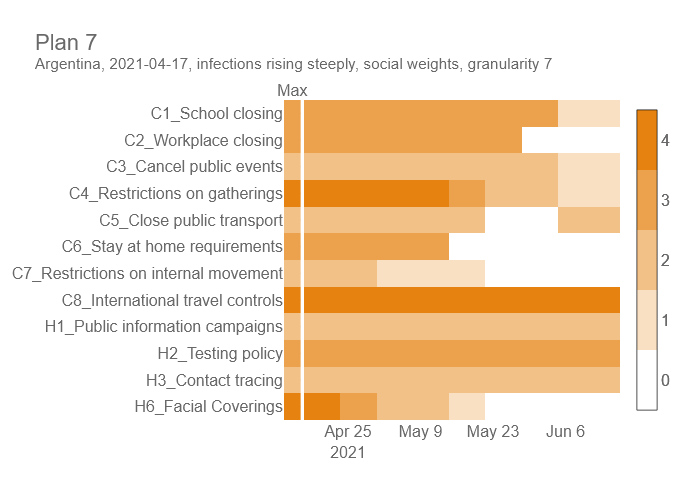 Plan 7
Argentina, 2021-04-17, infections rising steeply, social weights, granularity 7
Max
C1_School closing
C2_Workplace closing
C3_Cancel public events
C4_Restrictions on gatherings
C5_Close public transport
C6_Stay at home requirements
C7_Restrictions on internal movement
C8_International travel controls
H1_Public information campaigns
H2_Testing policy
H3_Contact tracing
H6_Facial Coverings
4
3
2
1
0
Apr 25 May 9 May 23 Jun 6
2021